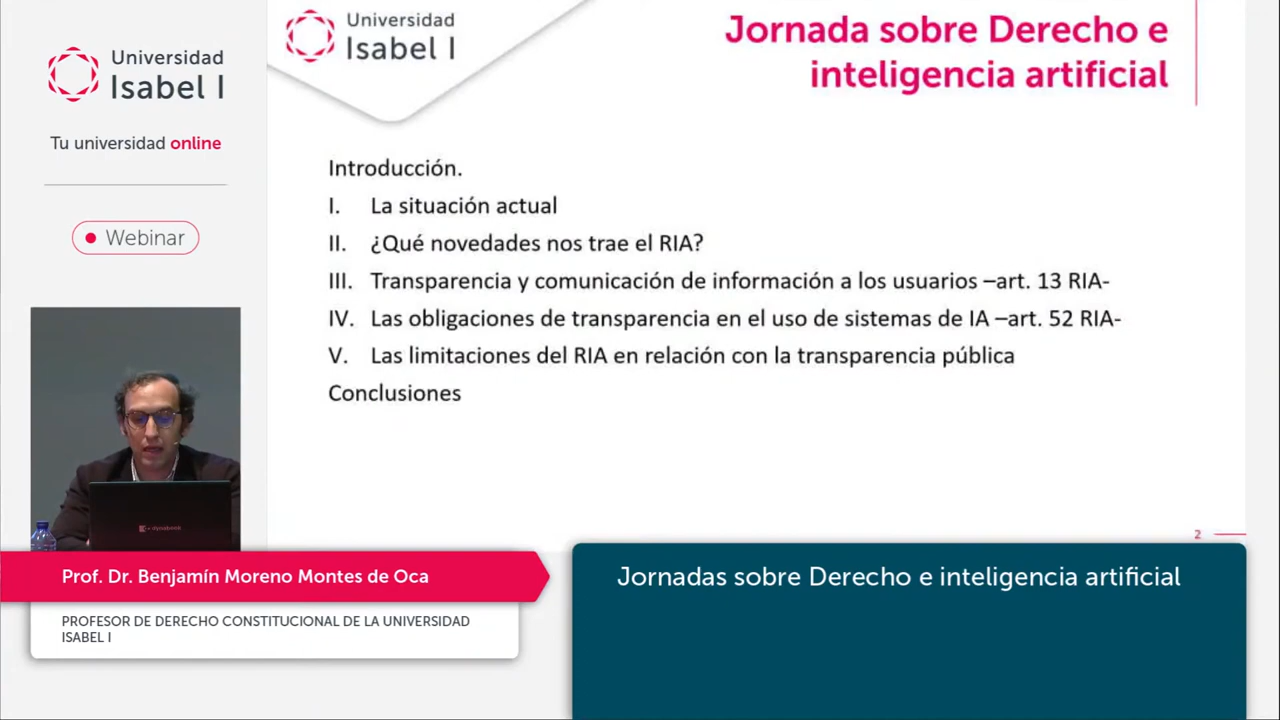 Universidad
Isabel I
Tu universidad online
Webinar
Universidad
Isabel I
Jornada sobre Derecho e
inteligencia artificial
Introducción.
I. La situación actual
II. ¿Qué novedades nos trae el RIA?
III. Transparencia y comunicación de información a los usuarios –art. 13 RIA-
IV. Las obligaciones de transparencia en el uso de sistemas de IA –art. 52 RIA-
V. Las limitaciones del RIA en relación con la transparencia pública
Conclusiones
2
dynabook
Prof. Dr. Benjamín Moreno Montes de Oca
PROFESOR DE DERECHO CONSTITUCIONAL DE LA UNIVERSIDAD
ISABEL I
Jornadas sobre Derecho e inteligencia artificial